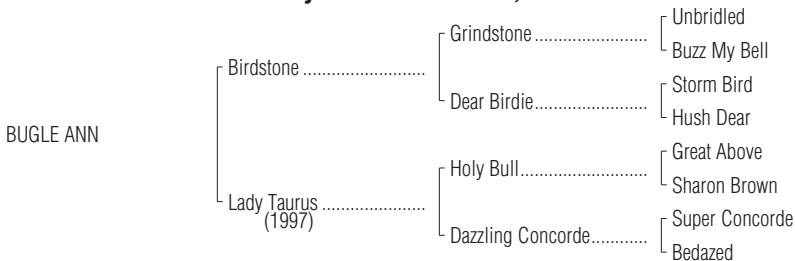 Unbridled
Grindstone
Buzz My Bell
Birdstone
Storm Bird
Dear Birdie
Hush Dear
BUGLE ANN
Great Above
Holy Bull
Sharon Brown
Lady Taurus
(1997)
Super Concorde
Dazzling Concorde
Bedazed